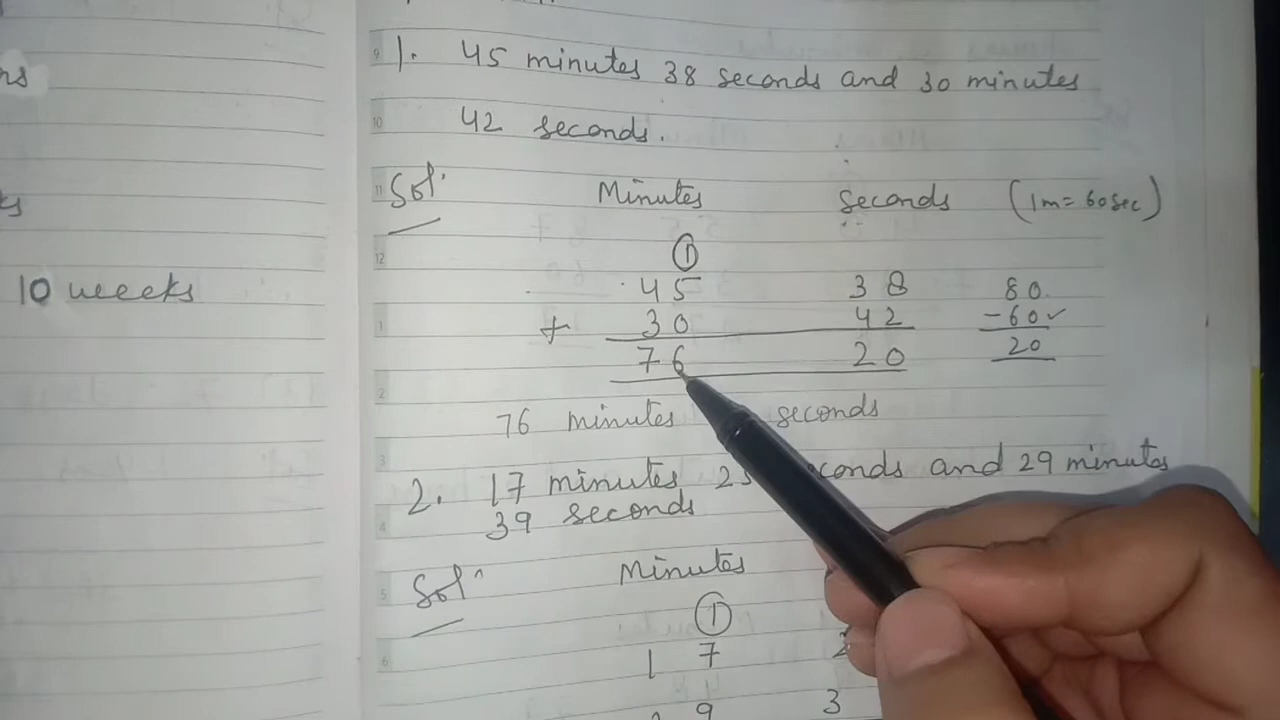 ns
1. 45 minutes 38 seconds and 30 minutes
42 seconds.
ks
Sol.
Minutes seconds (1m = 60sec)
1
10 weeks
45 38 80
+ 30 42 -60 ✓
76 20 20
76 minutes seconds
2. 17 minutes and 29 minutes
39 seconds
Sol
Minutes
1
17
9 3